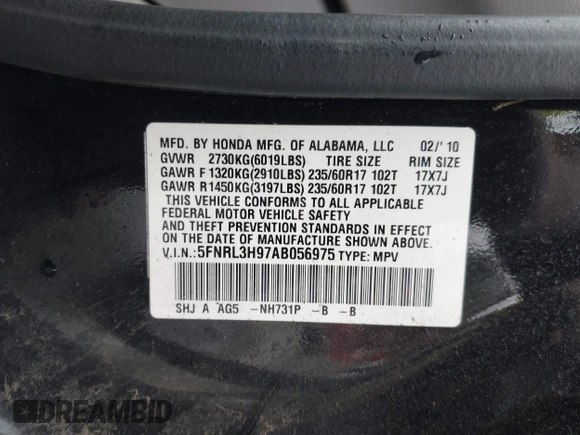 MFD. BY HONDA MFG. OF ALABAMA, LLC 02/'10
GVWR 2730KG(6019LBS) TIRE SIZE RIM SIZE
GAWR F 1320KG(2910LBS) 235/60R17 102T 17X7J
GAWR R1450KG(3197LBS) 235/60R17 102T 17X7J
THIS VEHICLE CONFORMS TO ALL APPLICABLE
FEDERAL MOTOR VEHICLE SAFETY
AND THEFT PREVENTION STANDARDS IN EFFECT
ON THE DATE OF MANUFACTURE SHOWN ABOVE.
V.I.N.: 5FNRL3H97AB056975 TYPE: MPV
SHJ A AG5 -NH731P -B -B
DREAMBID